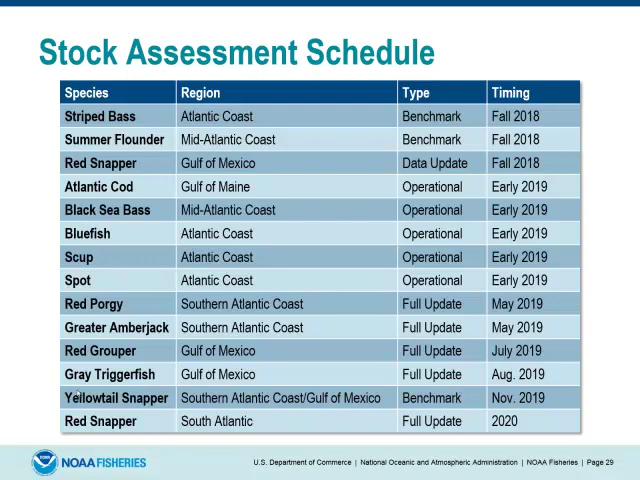 Stock Assessment Schedule
Species Region Type Timing
Striped Bass Atlantic Coast Benchmark Fall 2018
Summer Flounder Mid-Atlantic Coast Benchmark Fall 2018
Red Snapper Gulf of Mexico Data Update Fall 2018
Atlantic Cod Gulf of Maine Operational Early 2019
Black Sea Bass Mid-Atlantic Coast Operational Early 2019
Bluefish Atlantic Coast Operational Early 2019
Scup Atlantic Coast Operational Early 2019
Spot Atlantic Coast Operational Early 2019
Red Porgy Southern Atlantic Coast Full Update May 2019
Greater Amberjack Southern Atlantic Coast Full Update May 2019
Red Grouper Gulf of Mexico Full Update July 2019
Gray Triggerfish Gulf of Mexico Full Update Aug. 2019
Yellowtail Snapper Southern Atlantic Coast/Gulf of Mexico Benchmark Nov. 2019
Red Snapper South Atlantic Full Update 2020
NOAA FISHERIES U.S. Department of Commerce | National Oceanic and Atmospheric Administration | NOAA Fisheries | Page 29